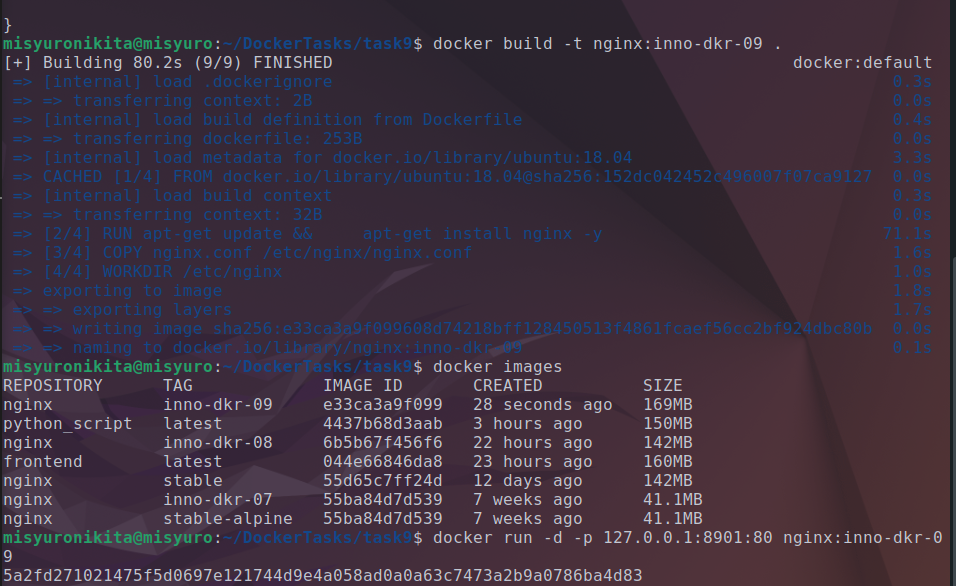 }
misyuronikita@misyuro:~/DockerTasks/task9$ docker build -t nginx:inno-dkr-09 .
[+] Building 80.2s (9/9) FINISHED docker:default
=> [internal] load .dockerignore 0.3s
=> => transferring context: 2B 0.0s
=> [internal] load build definition from Dockerfile 0.4s
=> => transferring dockerfile: 253B 0.0s
=> [internal] load metadata for docker.io/library/ubuntu:18.04 3.3s
=> CACHED [1/4] FROM docker.io/library/ubuntu:18.04@sha256:152dc042452c496007f07ca9127 0.0s
=> [internal] load build context 0.3s
=> => transferring context: 32B 0.0s
=> [2/4] RUN apt-get update && apt-get install nginx -y 71.1s
=> [3/4] COPY nginx.conf /etc/nginx/nginx.conf 1.6s
=> [4/4] WORKDIR /etc/nginx 1.0s
=> exporting to image 1.8s
=> => exporting layers 1.7s
=> => writing image sha256:e33ca3a9f099608d74218bff128450513f4861fcaef56cc2bf924dbc80b 0.0s
=> => naming to docker.io/library/nginx:inno-dkr-09 0.1s
misyuronikita@misyuro:~/DockerTasks/task9$ docker images
REPOSITORY TAG IMAGE ID CREATED SIZE
nginx inno-dkr-09 e33ca3a9f099 28 seconds ago 169MB
python_script latest 4437b68d3aab 3 hours ago 150MB
nginx inno-dkr-08 6b5b67f456f6 22 hours ago 142MB
frontend latest 044e66846da8 23 hours ago 160MB
nginx stable 55d65c7ff24d 12 days ago 142MB
nginx inno-dkr-07 55ba84d7d539 7 weeks ago 41.1MB
nginx stable-alpine 55ba84d7d539 7 weeks ago 41.1MB
misyuronikita@misyuro:~/DockerTasks/task9$ docker run -d -p 127.0.0.1:8901:80 nginx:inno-dkr-0
9
5a2fd271021475f5d0697e121744d9e4a058ad0a0a63c7473a2b9a0786ba4d83